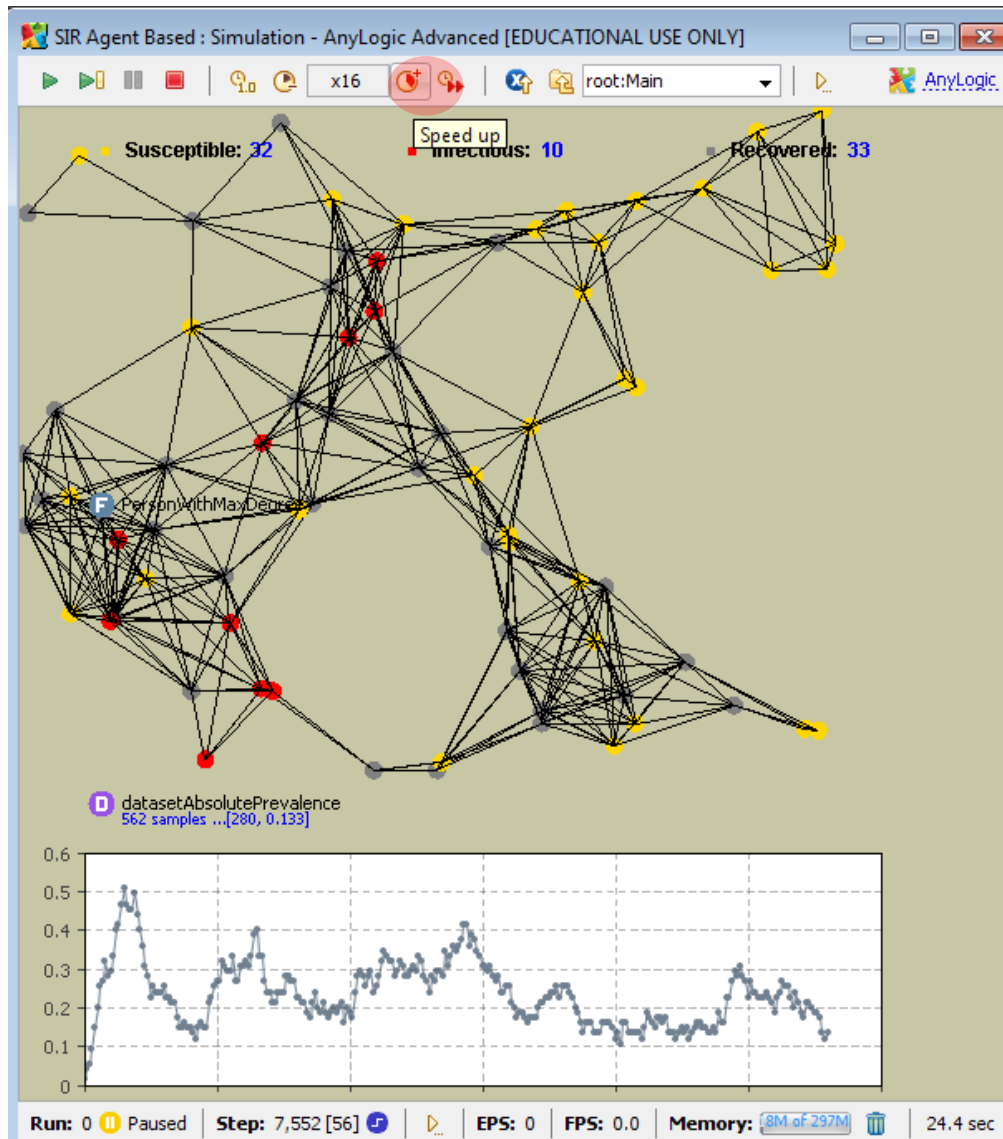 SIR Agent Based : Simulation - AnyLogic Advanced [EDUCATIONAL USE ONLY]
1.0 x16 root:Main AnyLogic
Speed up
Susceptible: 32 Infectious: 10 Recovered: 33
F PersonWithMaxDegree
D datasetAbsolutePrevalence
562 samples ...[280, 0.133]
0.6
0.5
0.4
0.3
0.2
0.1
0
Run: 0 Paused Step: 7,552 [56] EPS: 0 FPS: 0.0 Memory: 8M of 297M 24.4 sec